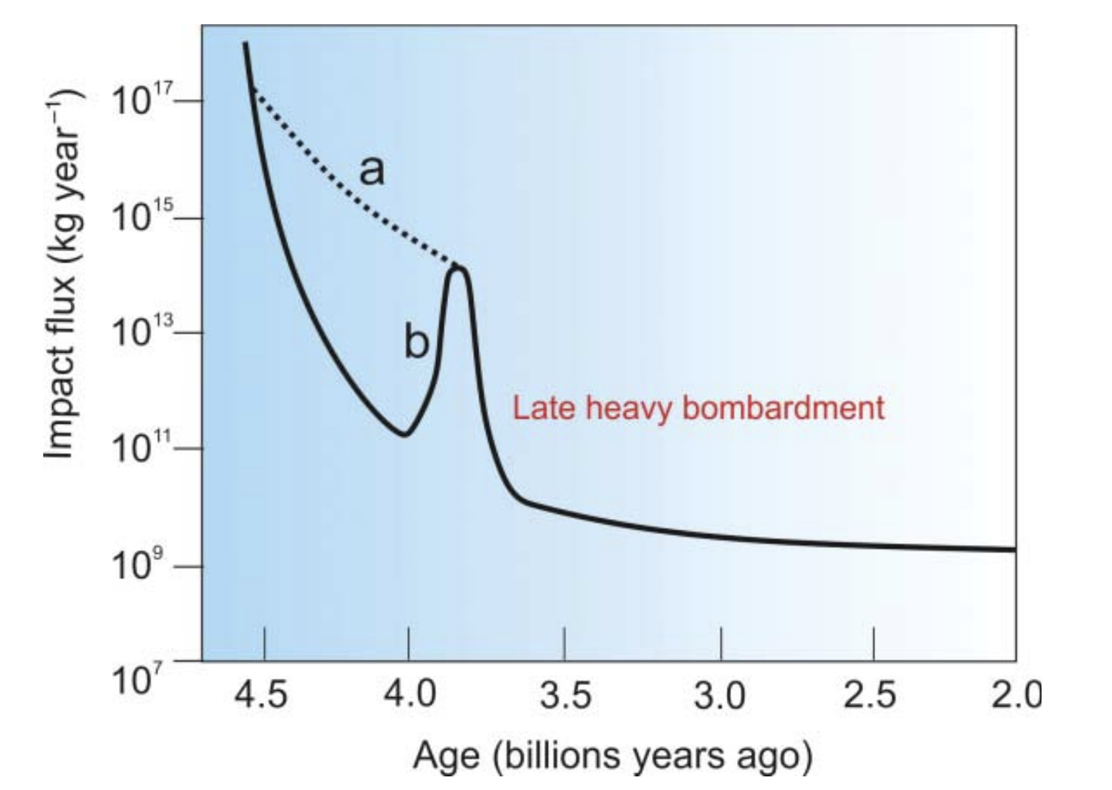 Impact flux (kg year⁻¹)
10¹⁷
10¹⁵
10¹³
10¹¹
10⁹
10⁷
a
b
Late heavy bombardment
4.5 4.0 3.5 3.0 2.5 2.0
Age (billions years ago)